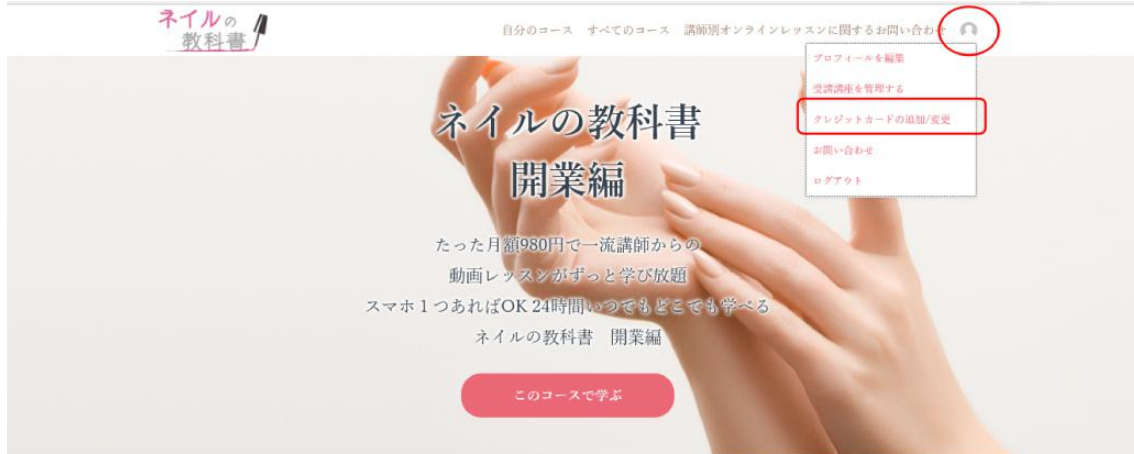 ネイルの
教科書
自分のコース すべてのコース 講師別オンラインレッスンに関するお問い合わせ
プロフィールを編集
受講講座を管理する
クレジットカードの追加/変更
お問い合わせ
ログアウト
ネイルの教科書
開業編
たった月額980円で一流講師からの
動画レッスンがずっと学び放題
スマホ1つあればOK 24時間いつでもどこでも学べる
ネイルの教科書 開業編
このコースで学ぶ